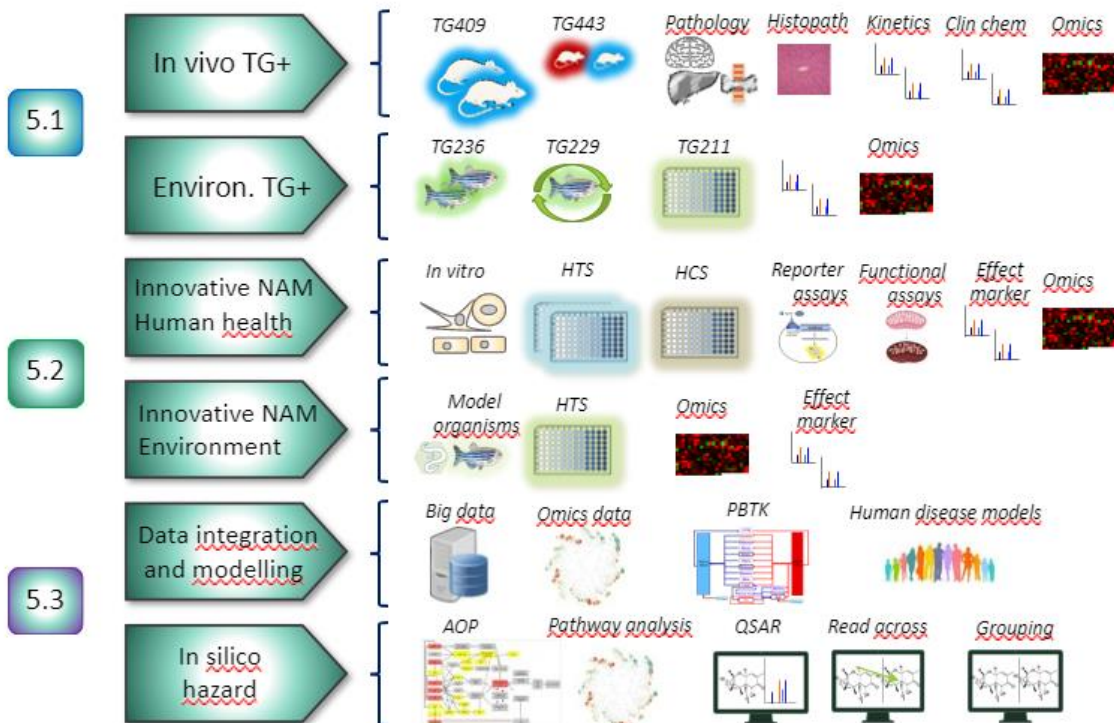 5.1
In vivo TG+
TG409
TG443
Pathology
Histopath
Kinetics
Clin chem
Omics
Environ. TG+
TG236
TG229
TG211
Omics
5.2
Innovative NAM
Human health
In vitro
HTS
HCS
Reporter
assays
Functional
assays
Effect
marker
Omics
Innovative NAM
Environment
Model
organisms
HTS
Omics
Effect
marker
5.3
Data integration
and modelling
Big data
Omics data
PBTK
Human disease models
In silico
hazard
AOP
Pathway analysis
QSAR
Read across
Grouping